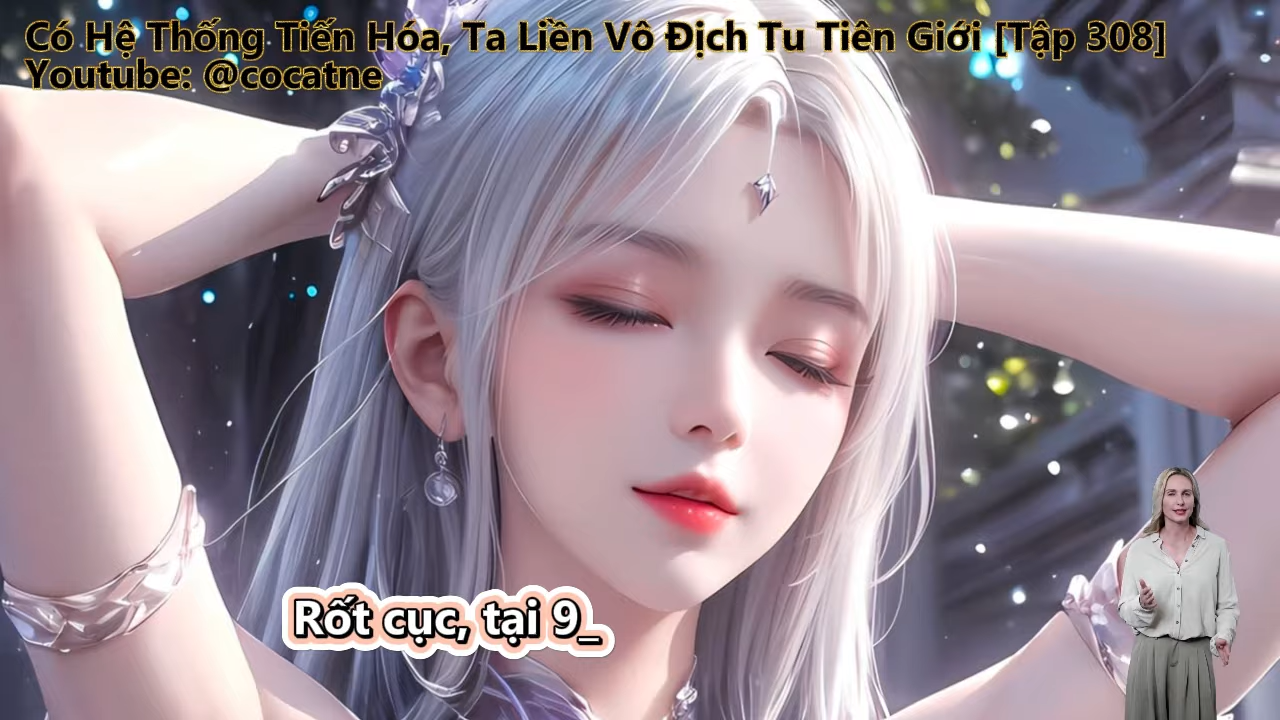 Có Hệ Thống Tiến Hóa, Ta Liền Vô Địch Tu Tiên Giới [Tập 308]
Youtube: @cocatne
Rốt cục, tại 9_